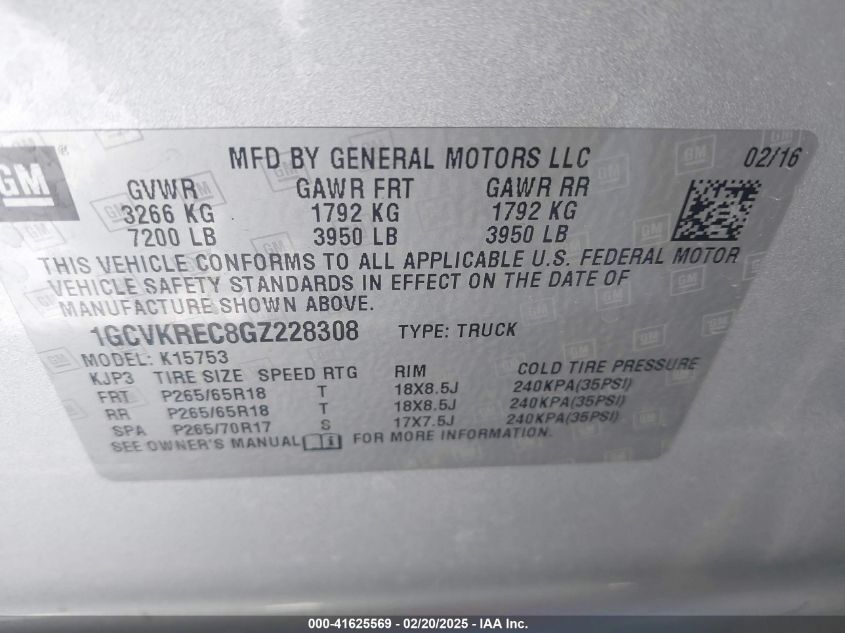 GM®
MFD BY GENERAL MOTORS LLC 02/16
GVWR GAWR FRT GAWR RR
3266 KG 1792 KG 1792 KG
7200 LB 3950 LB 3950 LB
THIS VEHICLE CONFORMS TO ALL APPLICABLE U.S. FEDERAL MOTOR
VEHICLE SAFETY STANDARDS IN EFFECT ON THE DATE OF
MANUFACTURE SHOWN ABOVE.
1GCVKREC8GZ228308 TYPE: TRUCK
MODEL: K15753
KJP3 TIRE SIZE SPEED RTG RIM COLD TIRE PRESSURE
FRT P265/65R18 T 18X8.5J 240KPA(35PSI)
RR P265/65R18 T 18X8.5J 240KPA(35PSI)
SPA P265/70R17 S 17X7.5J 240KPA(35PSI)
SEE OWNER'S MANUAL FOR MORE INFORMATION.
000-41625569 - 02/20/2025 - IAA Inc.